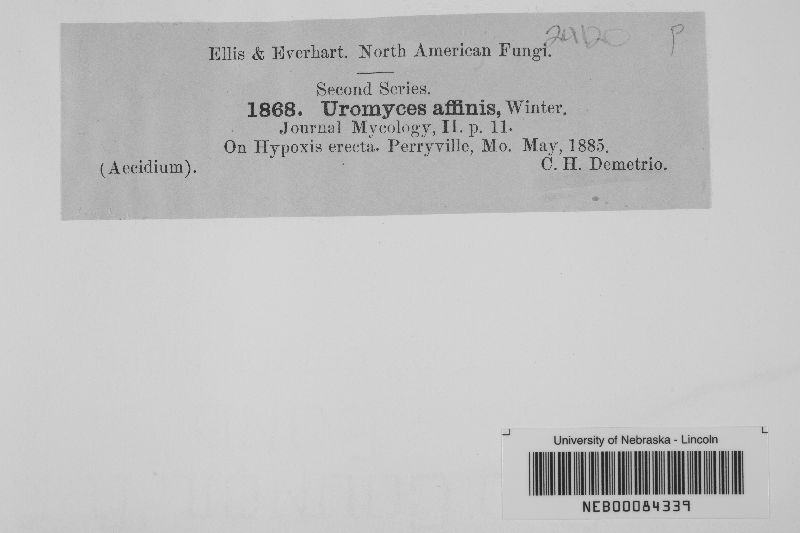 2420 P
Ellis & Everhart. North American Fungi.
Second Series.
1868. Uromyces affinis, Winter.
Journal Mycology, II. p. 11.
On Hypoxis erecta. Perryville, Mo. May, 1885.
(Aecidium). C. H. Demetrio.
University of Nebraska - Lincoln
NEB00084339